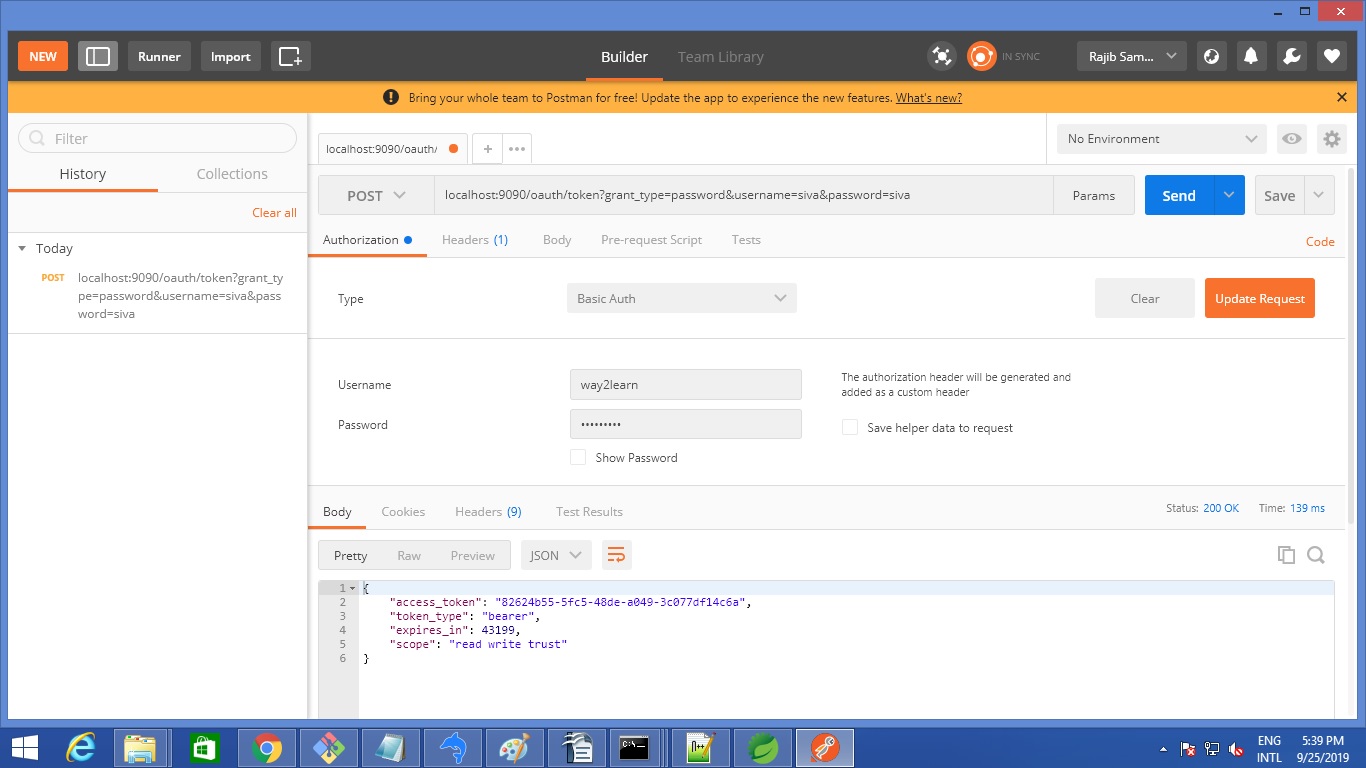 NEW
Runner
Import
Builder
Team Library
IN SYNC
Rajib Sam...
Bring your whole team to Postman for free! Update the app to experience the new features. What's new?
Filter
History
Collections
Clear all
Today
POST
localhost:9090/oauth/token?grant_ty
pe=password&username=siva&pass
word=siva
localhost:9090/oauth/
No Environment
POST
localhost:9090/oauth/token?grant_type=password&username=siva&password=siva
Params
Send
Save
Authorization
Headers (1)
Body
Pre-request Script
Tests
Code
Type
Basic Auth
Clear
Update Request
Username
way2learn
The authorization header will be generated and
added as a custom header
Password
•••••••••
Save helper data to request
Show Password
Body
Cookies
Headers (9)
Test Results
Status: 200 OK
Time: 139 ms
Pretty
Raw
Preview
JSON
1 {
2 "access_token": "82624b55-5fc5-48de-a049-3c077df14c6a",
3 "token_type": "bearer",
4 "expires_in": 43199,
5 "scope": "read write trust"
6 }
ENG
INTL
5:39 PM
9/25/2019